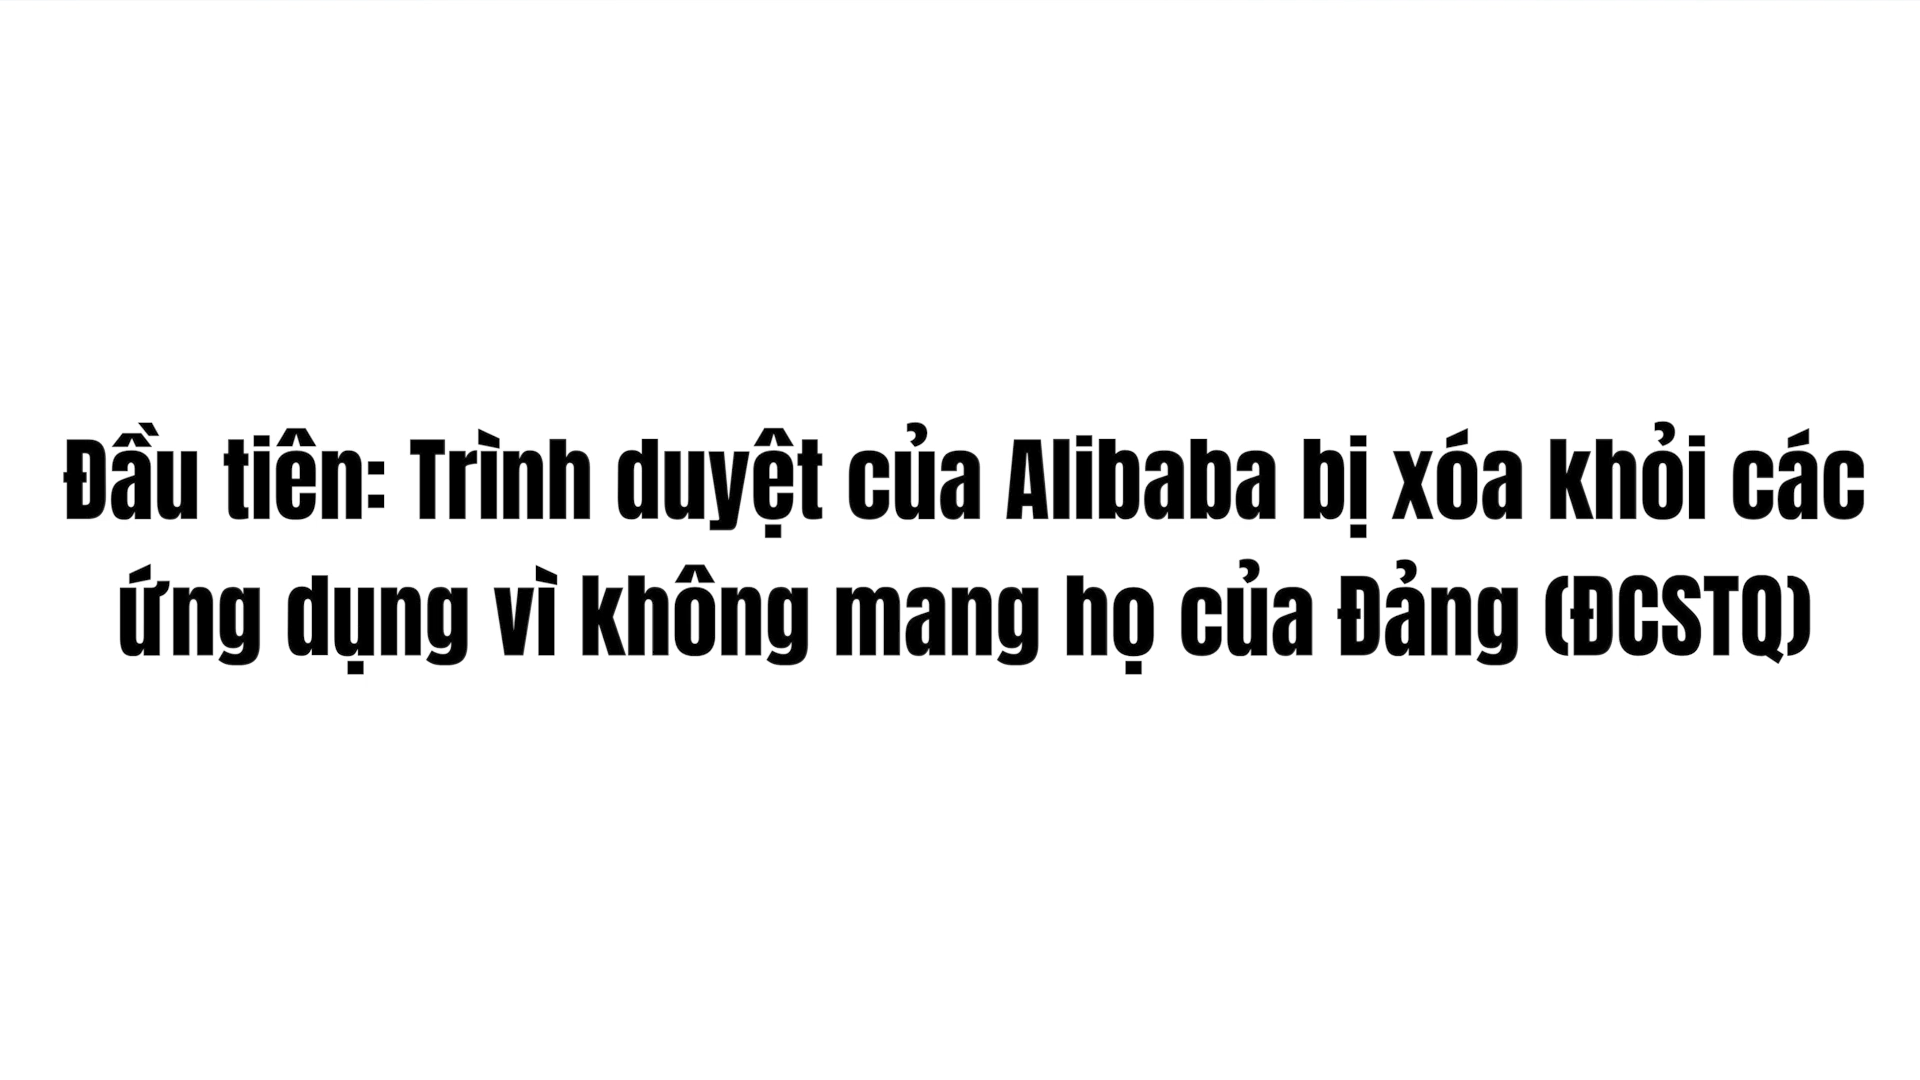 Đầu tiên: Trình duyệt của Alibaba bị xóa khỏi các
ứng dụng vì không mang họ của Đảng (ĐCSTQ)